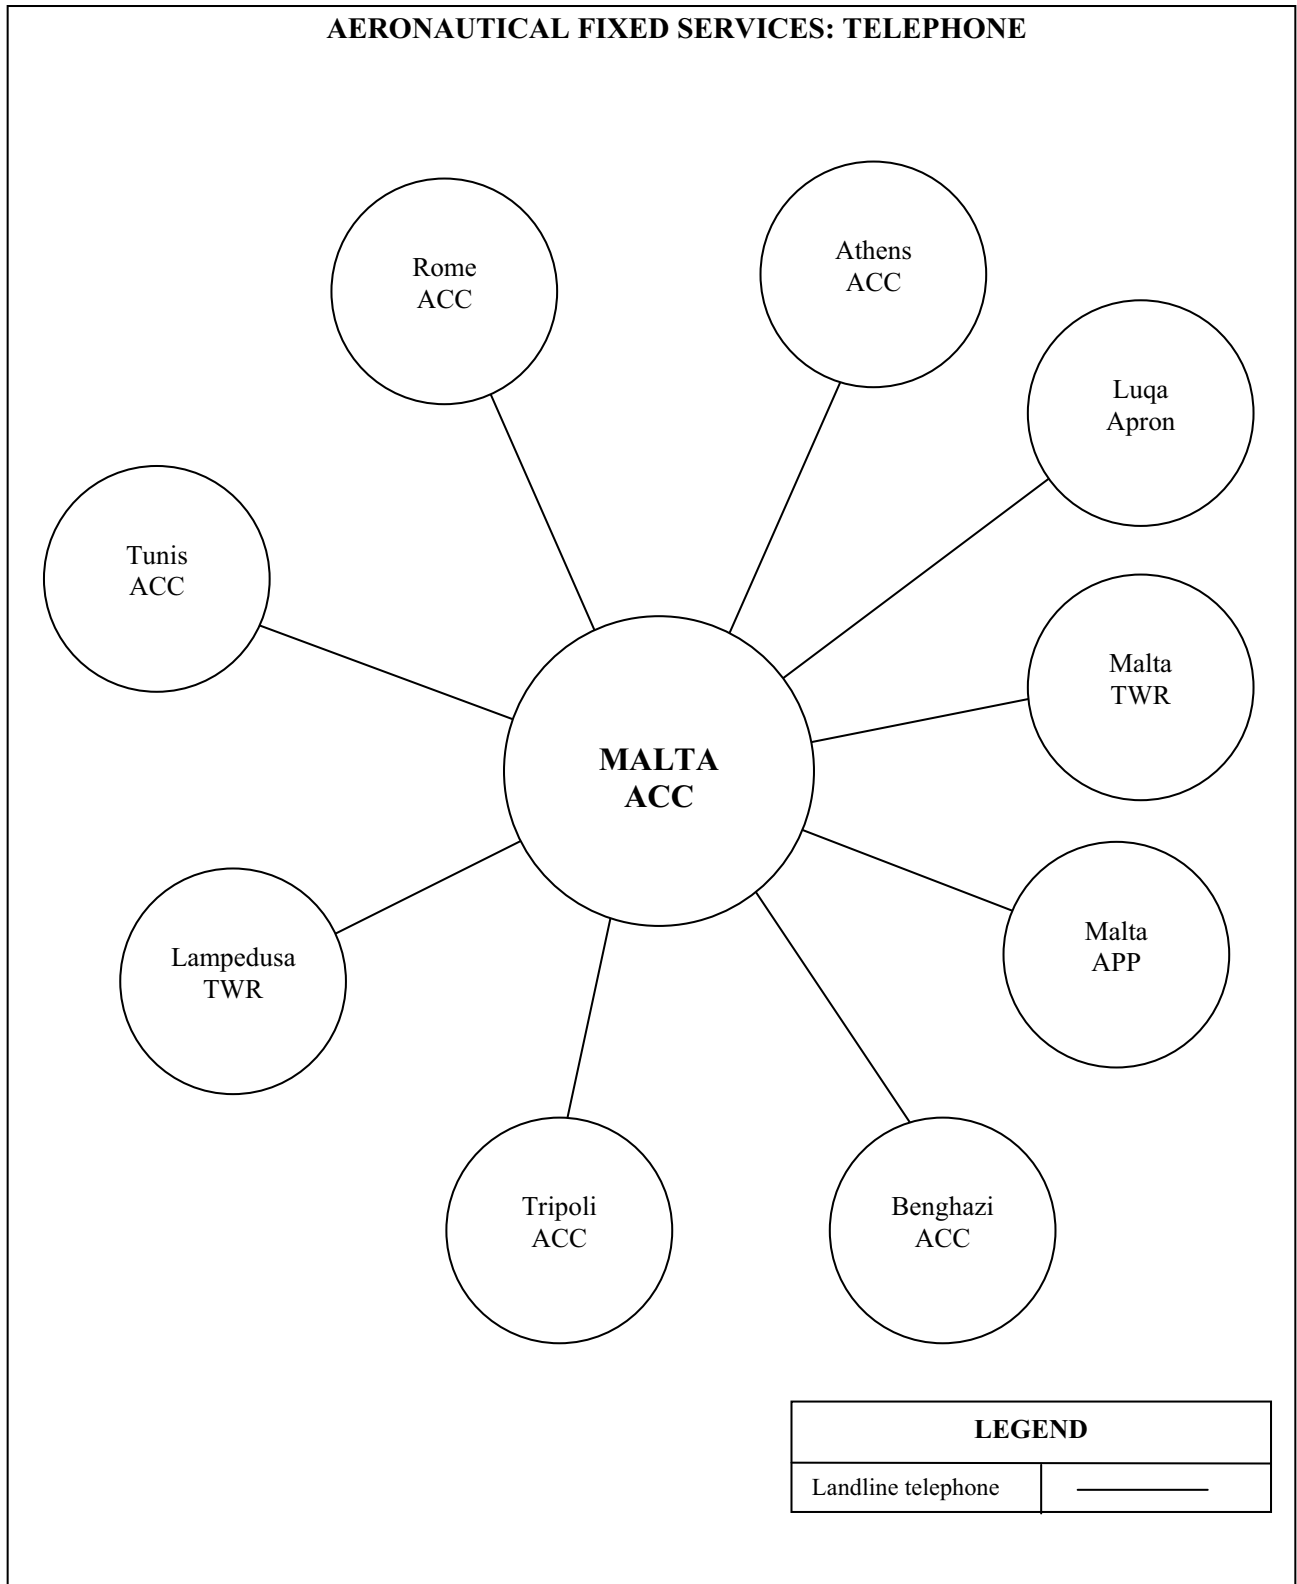 AERONAUTICAL FIXED SERVICES: TELEPHONE
Rome
ACC
Athens
ACC
Luqa
Apron
Tunis
ACC
Malta
TWR
MALTA
ACC
Lampedusa
TWR
Malta
APP
Tripoli
ACC
Benghazi
ACC
LEGEND
Landline telephone